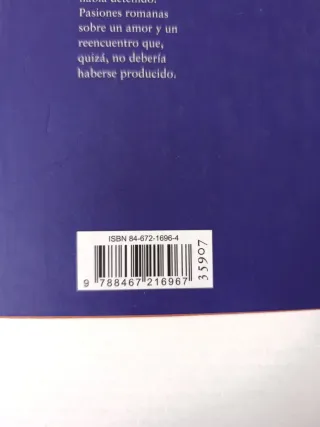 había detenido.
Pasiones romanas
sobre un amor y un
reencuentro que,
quizá, no debería
haberse producido.
ISBN 84-672-1696-4
9 788467 216967
35907